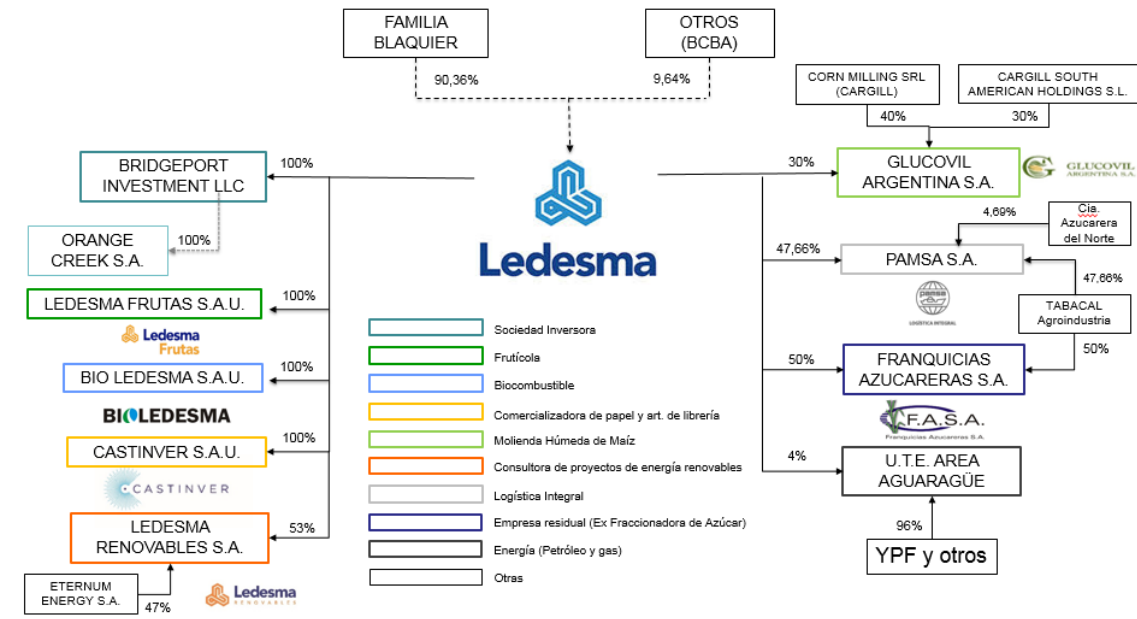 FAMILIA
BLAQUIER
OTROS
(BCBA)
90,36%
9,64%
CORN MILLING SRL
(CARGILL)
CARGILL SOUTH
AMERICAN HOLDINGS S.L.
40%
30%
BRIDGEPORT
INVESTMENT LLC
100%
30%
GLUCOVIL
ARGENTINA S.A.
GLUCOVIL
ARGENTINA S.A.
ORANGE
CREEK S.A.
100%
Ledesma
4,69%
Cia.
Azucarera
del Norte
47,66%
PAMSA S.A.
47,66%
pamsa
LOGÍSTICA INTEGRAL
TABACAL
Agroindustria
LEDESMA FRUTAS S.A.U.
100%
Ledesma
Frutas
BIO LEDESMA S.A.U.
100%
BIOLEDESMA
50%
FRANQUICIAS
AZUCARERAS S.A.
50%
F.A.S.A.
Franquicias Azucareras S.A.
CASTINVER S.A.U.
100%
CASTINVER
4%
U.T.E. AREA
AGUARAGÜE
96%
YPF y otros
LEDESMA
RENOVABLES S.A.
53%
ETERNUM
ENERGY S.A.
47%
Ledesma
RENOVABLES
Sociedad Inversora
Frutícola
Biocombustible
Comercializadora de papel y art. de librería
Molienda Húmeda de Maíz
Consultora de proyectos de energía renovables
Logística Integral
Empresa residual (Ex Fraccionadora de Azúcar)
Energía (Petróleo y gas)
Otras